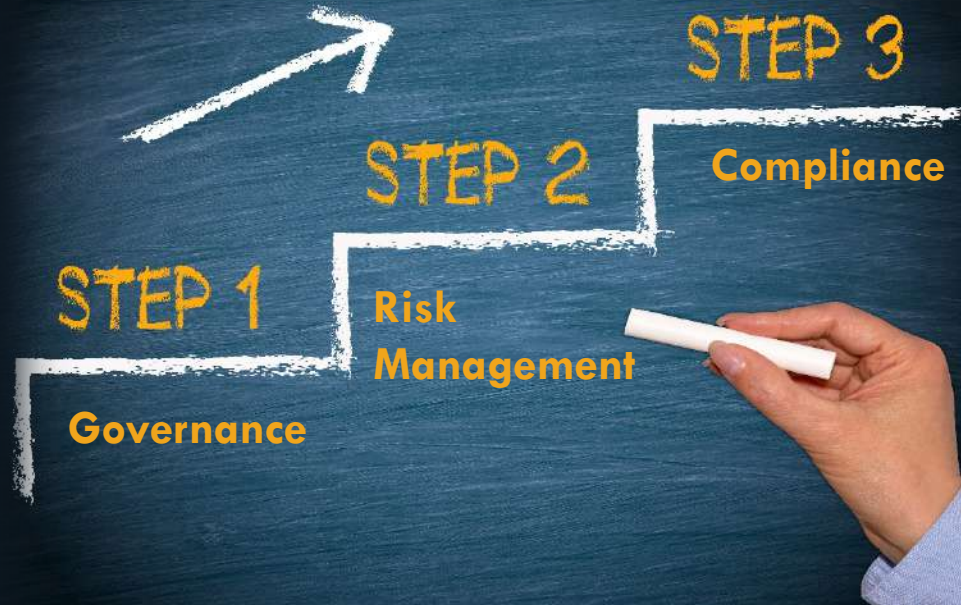 STEP 1
Governance
STEP 2
Risk
Management
STEP 3
Compliance